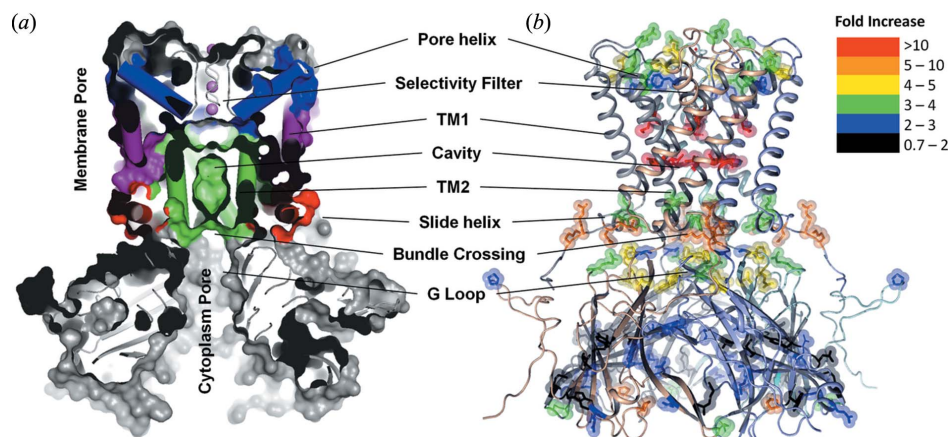 (a)
(b)
Membrane Pore
Cytoplasm Pore
Pore helix
Selectivity Filter
TM1
Cavity
TM2
Slide helix
Bundle Crossing
G Loop
Fold Increase
>10
5 – 10
4 – 5
3 – 4
2 – 3
0.7 – 2